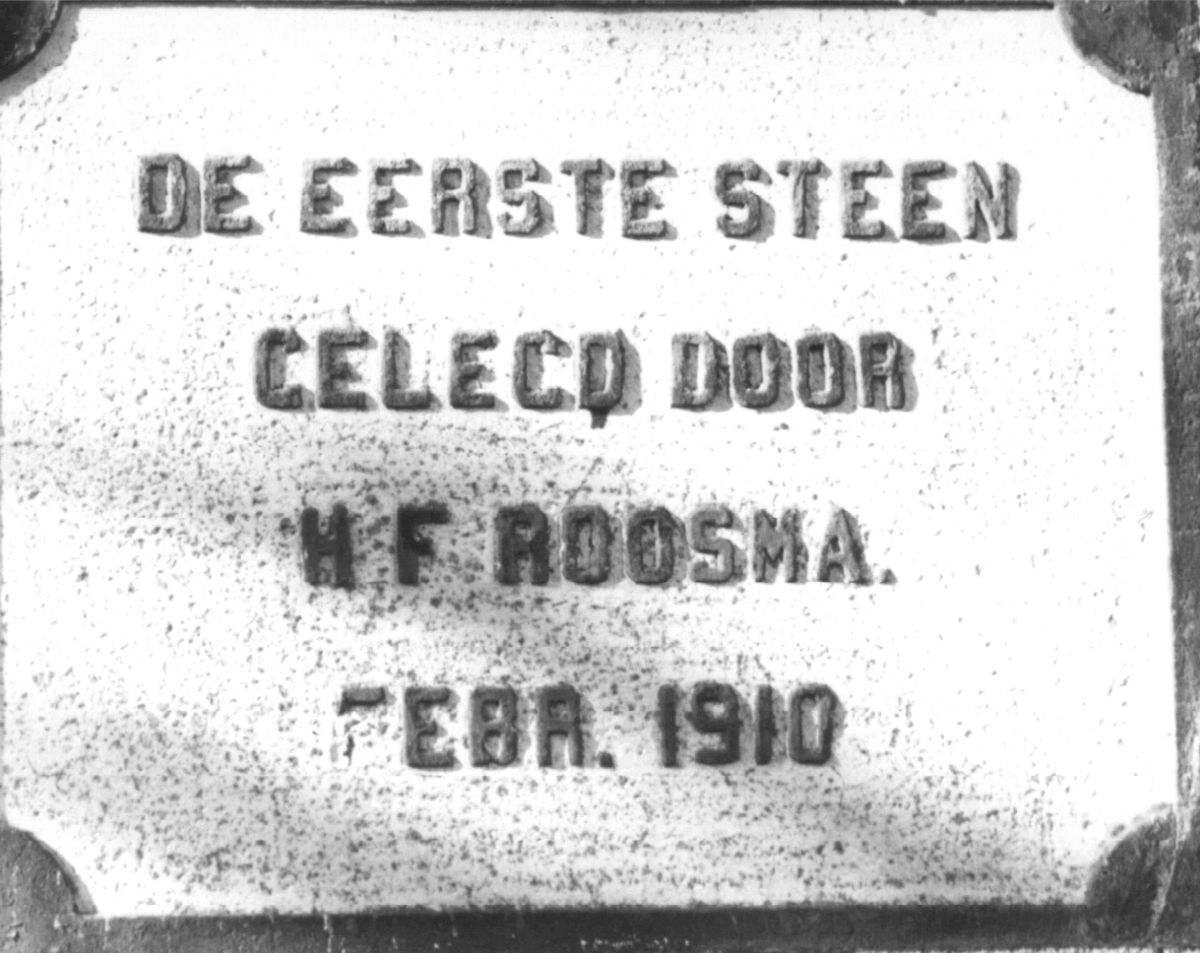 DE EERSTE STEEN
GELEGD DOOR
H F ROOSMA.
FEBR. 1910